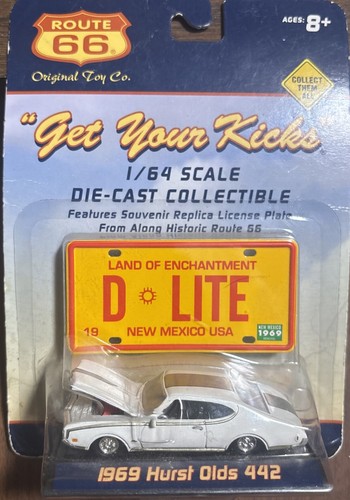 ROUTE
66
®
Original Toy Co.
AGES: 8+
COLLECT
THEM
ALL
"Get Your Kicks"
1/64 SCALE
DIE-CAST COLLECTIBLE
Features Souvenir Replica License Plate
From Along Historic Route 66
LAND OF ENCHANTMENT
D LITE
19 NEW MEXICO USA
NEW MEXICO
1969
1969 Hurst Olds 442